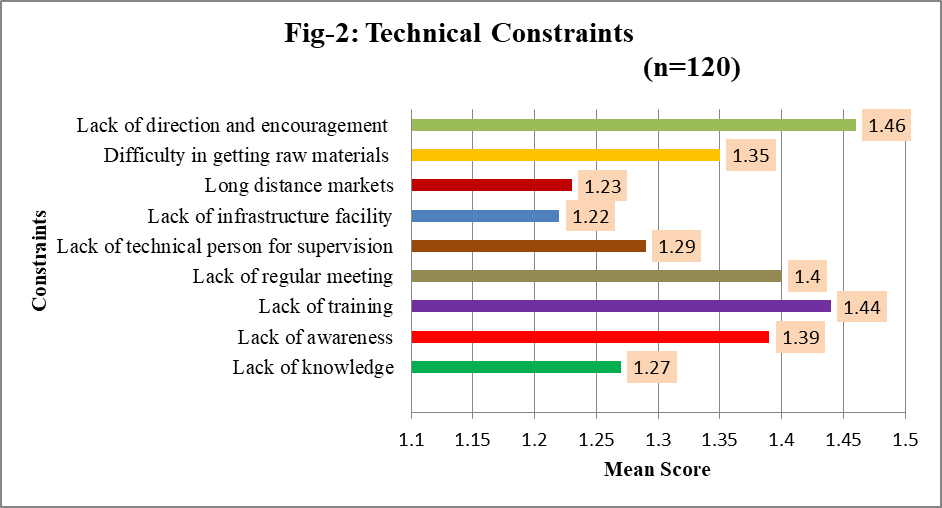 Fig-2: Technical Constraints
(n=120)
Constraints
Lack of direction and encouragement 1.46
Difficulty in getting raw materials 1.35
Long distance markets 1.23
Lack of infrastructure facility 1.22
Lack of technical person for supervision 1.29
Lack of regular meeting 1.4
Lack of training 1.44
Lack of awareness 1.39
Lack of knowledge 1.27
1.1 1.15 1.2 1.25 1.3 1.35 1.4 1.45 1.5
Mean Score